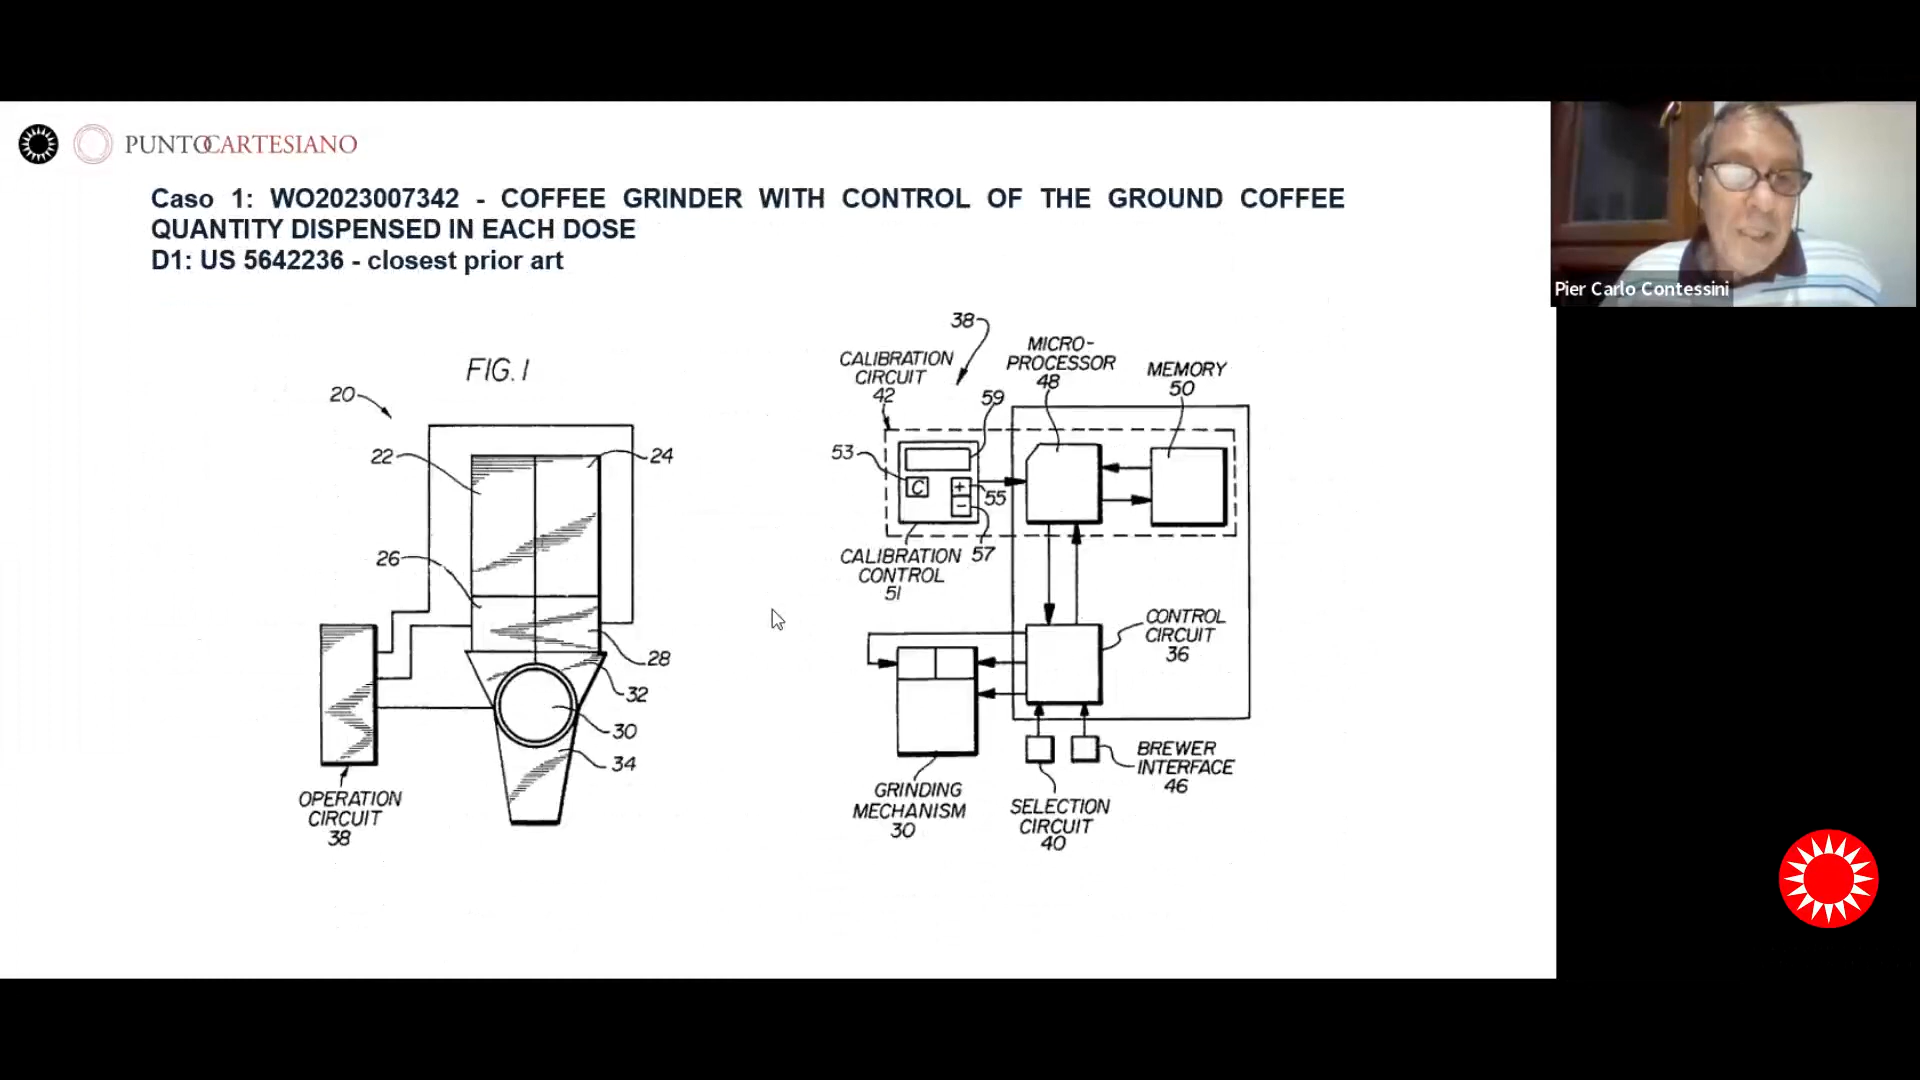 PUNTOCARTESIANO
Caso 1: WO2023007342 - COFFEE GRINDER WITH CONTROL OF THE GROUND COFFEE
QUANTITY DISPENSED IN EACH DOSE
D1: US 5642236 - closest prior art
Pier Carlo Contessini
FIG. 1
20
22
24
26
28
32
30
34
OPERATION
CIRCUIT
38
38
CALIBRATION
CIRCUIT
42
MICRO-
PROCESSOR
48
MEMORY
50
59
53
C
+
55
-
57
CALIBRATION
CONTROL
51
CONTROL
CIRCUIT
36
GRINDING
MECHANISM
30
SELECTION
CIRCUIT
40
BREWER
INTERFACE
46